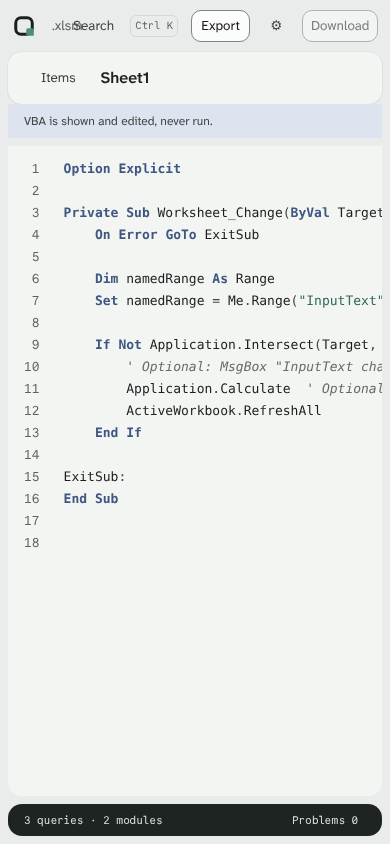 .xlsm Search Ctrl K Export Download
Items Sheet1
VBA is shown and edited, never run.
1 Option Explicit
2
3 Private Sub Worksheet_Change(ByVal Target
4 On Error GoTo ExitSub
5
6 Dim namedRange As Range
7 Set namedRange = Me.Range("InputText"
8
9 If Not Application.Intersect(Target,
10 ' Optional: MsgBox "InputText cha
11 Application.Calculate ' Optional
12 ActiveWorkbook.RefreshAll
13 End If
14
15 ExitSub:
16 End Sub
17
18
3 queries · 2 modules Problems 0